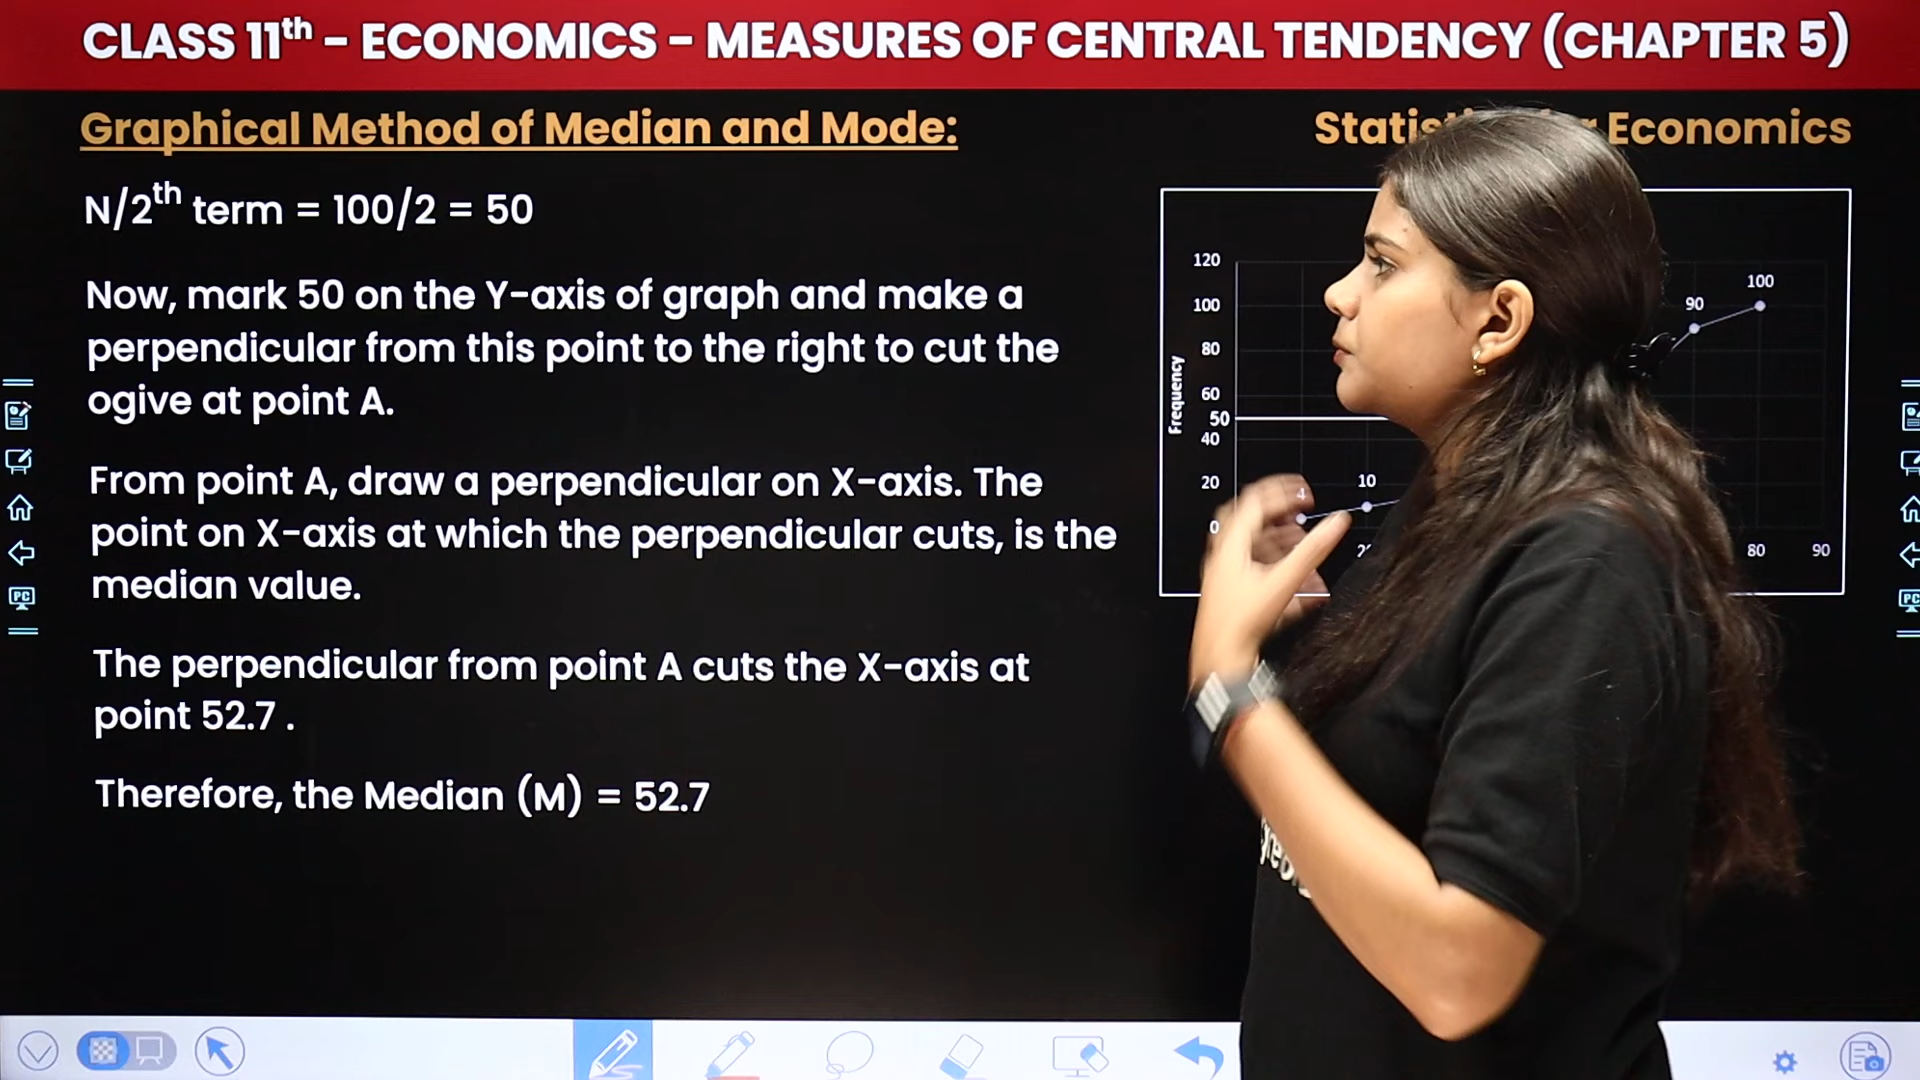 CLASS 11th - ECONOMICS - MEASURES OF CENTRAL TENDENCY (CHAPTER 5)
Graphical Method of Median and Mode:
Economics
N/2th term = 100/2 = 50
Now, mark 50 on the Y-axis of graph and make a
perpendicular from this point to the right to cut the
ogive at point A.
From point A, draw a perpendicular on X-axis. The
point on X-axis at which the perpendicular cuts, is the
median value.
The perpendicular from point A cuts the X-axis at
point 52.7 .
Therefore, the Median (M) = 52.7
Frequency
120
100
80
60
50
40
20
0
4
10
90
100
80
90
PC
PC